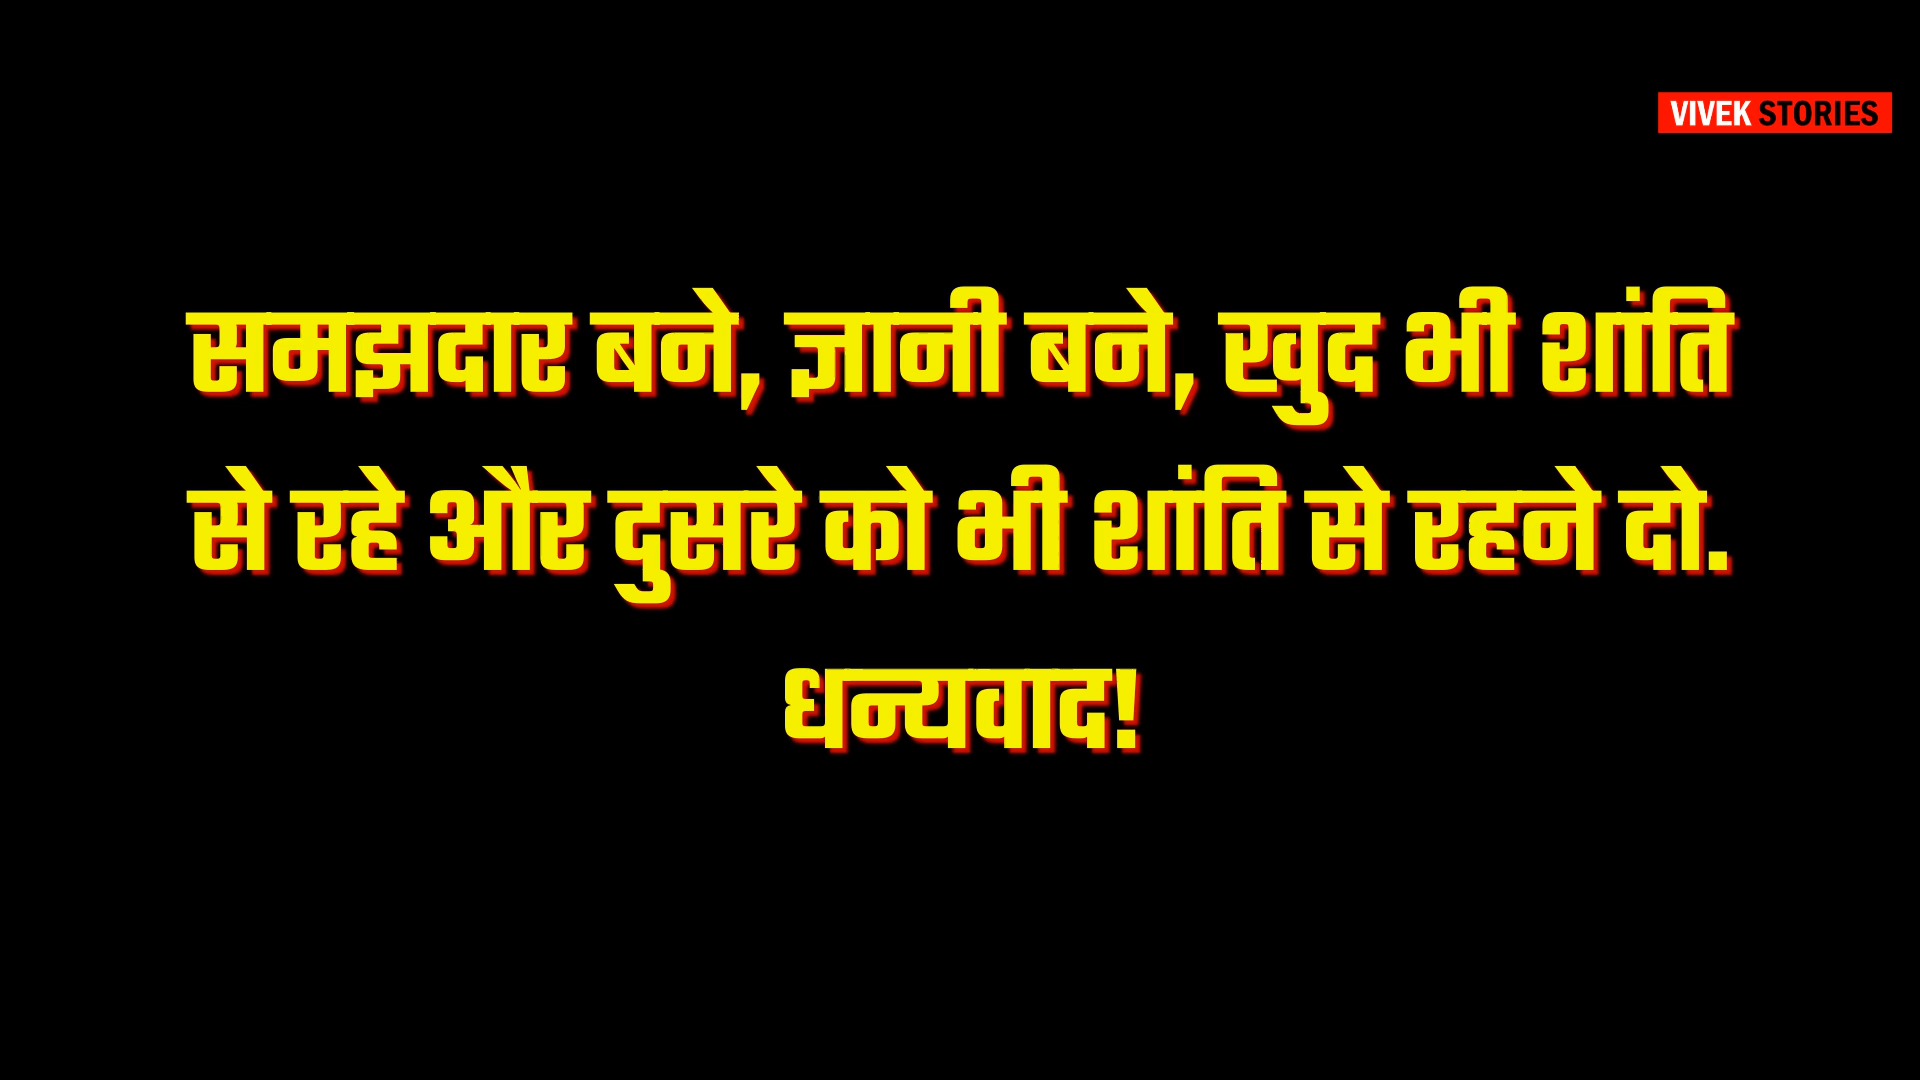 VIVEK STORIES
समझदार बने, ज्ञानी बने, खुद भी शांति
से रहे और दुसरे को भी शांति से रहने दो.
धन्यवाद!